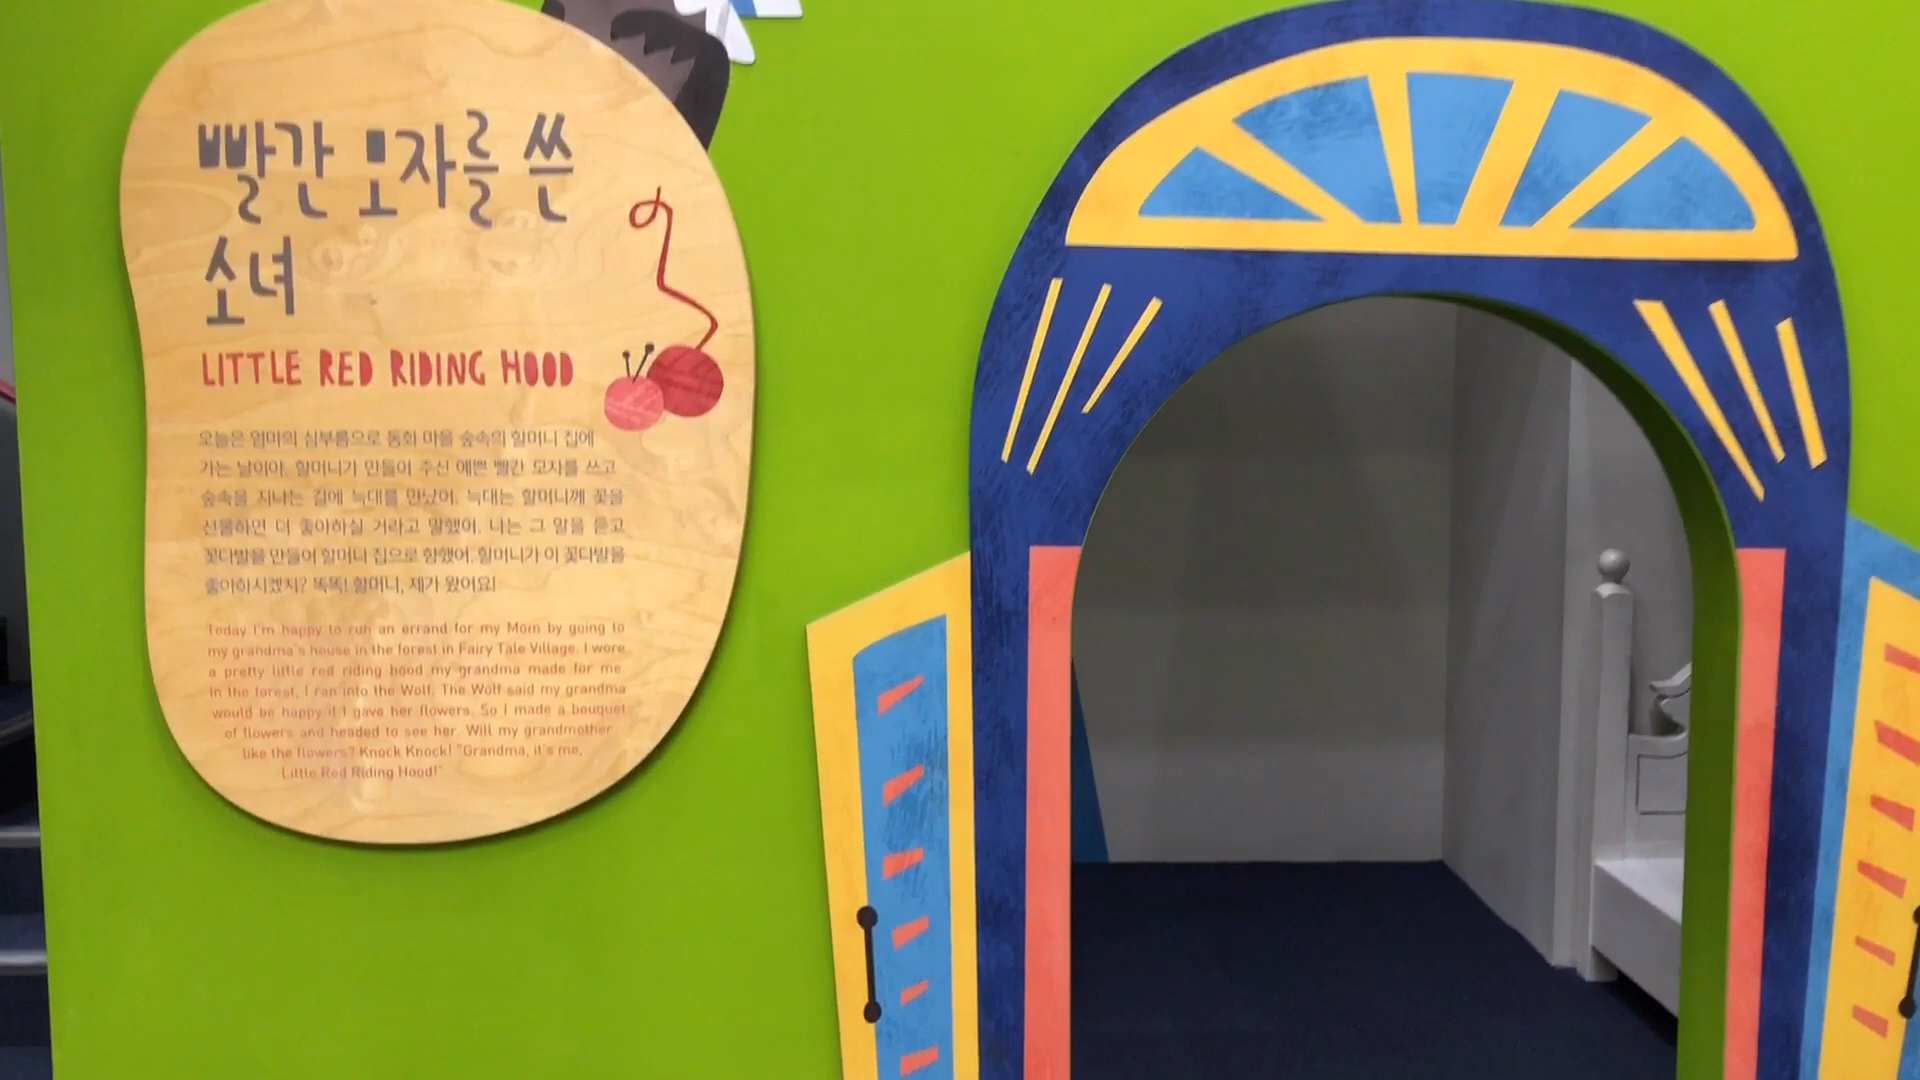 빨간 모자를 쓴
소녀
LITTLE RED RIDING HOOD
오늘은 엄마의 심부름으로 동화 마을 숲속의 할머니 집에
가는 날이야. 할머니가 만들어 주신 예쁜 빨간 모자를 쓰고
숲속을 지나는 길에 늑대를 만났어. 늑대는 할머니께 꽃을
선물하면 더 좋아하실 거라고 말했어. 나는 그 말을 듣고
꽃다발을 만들어 할머니 집으로 향했어. 할머니가 이 꽃다발을
좋아하시겠지? 똑똑! 할머니, 제가 왔어요!
Today I'm happy to run an errand for my Mom by going to
my grandma's house in the forest in Fairy Tale Village. I wore
a pretty little red riding hood my grandma made for me.
In the forest, I ran into the Wolf. The Wolf said my grandma
would be happy if I gave her flowers. So I made a bouquet
of flowers and headed to see her. Will my grandmother
like the flowers? Knock Knock! "Grandma, it's me,
Little Red Riding Hood!"